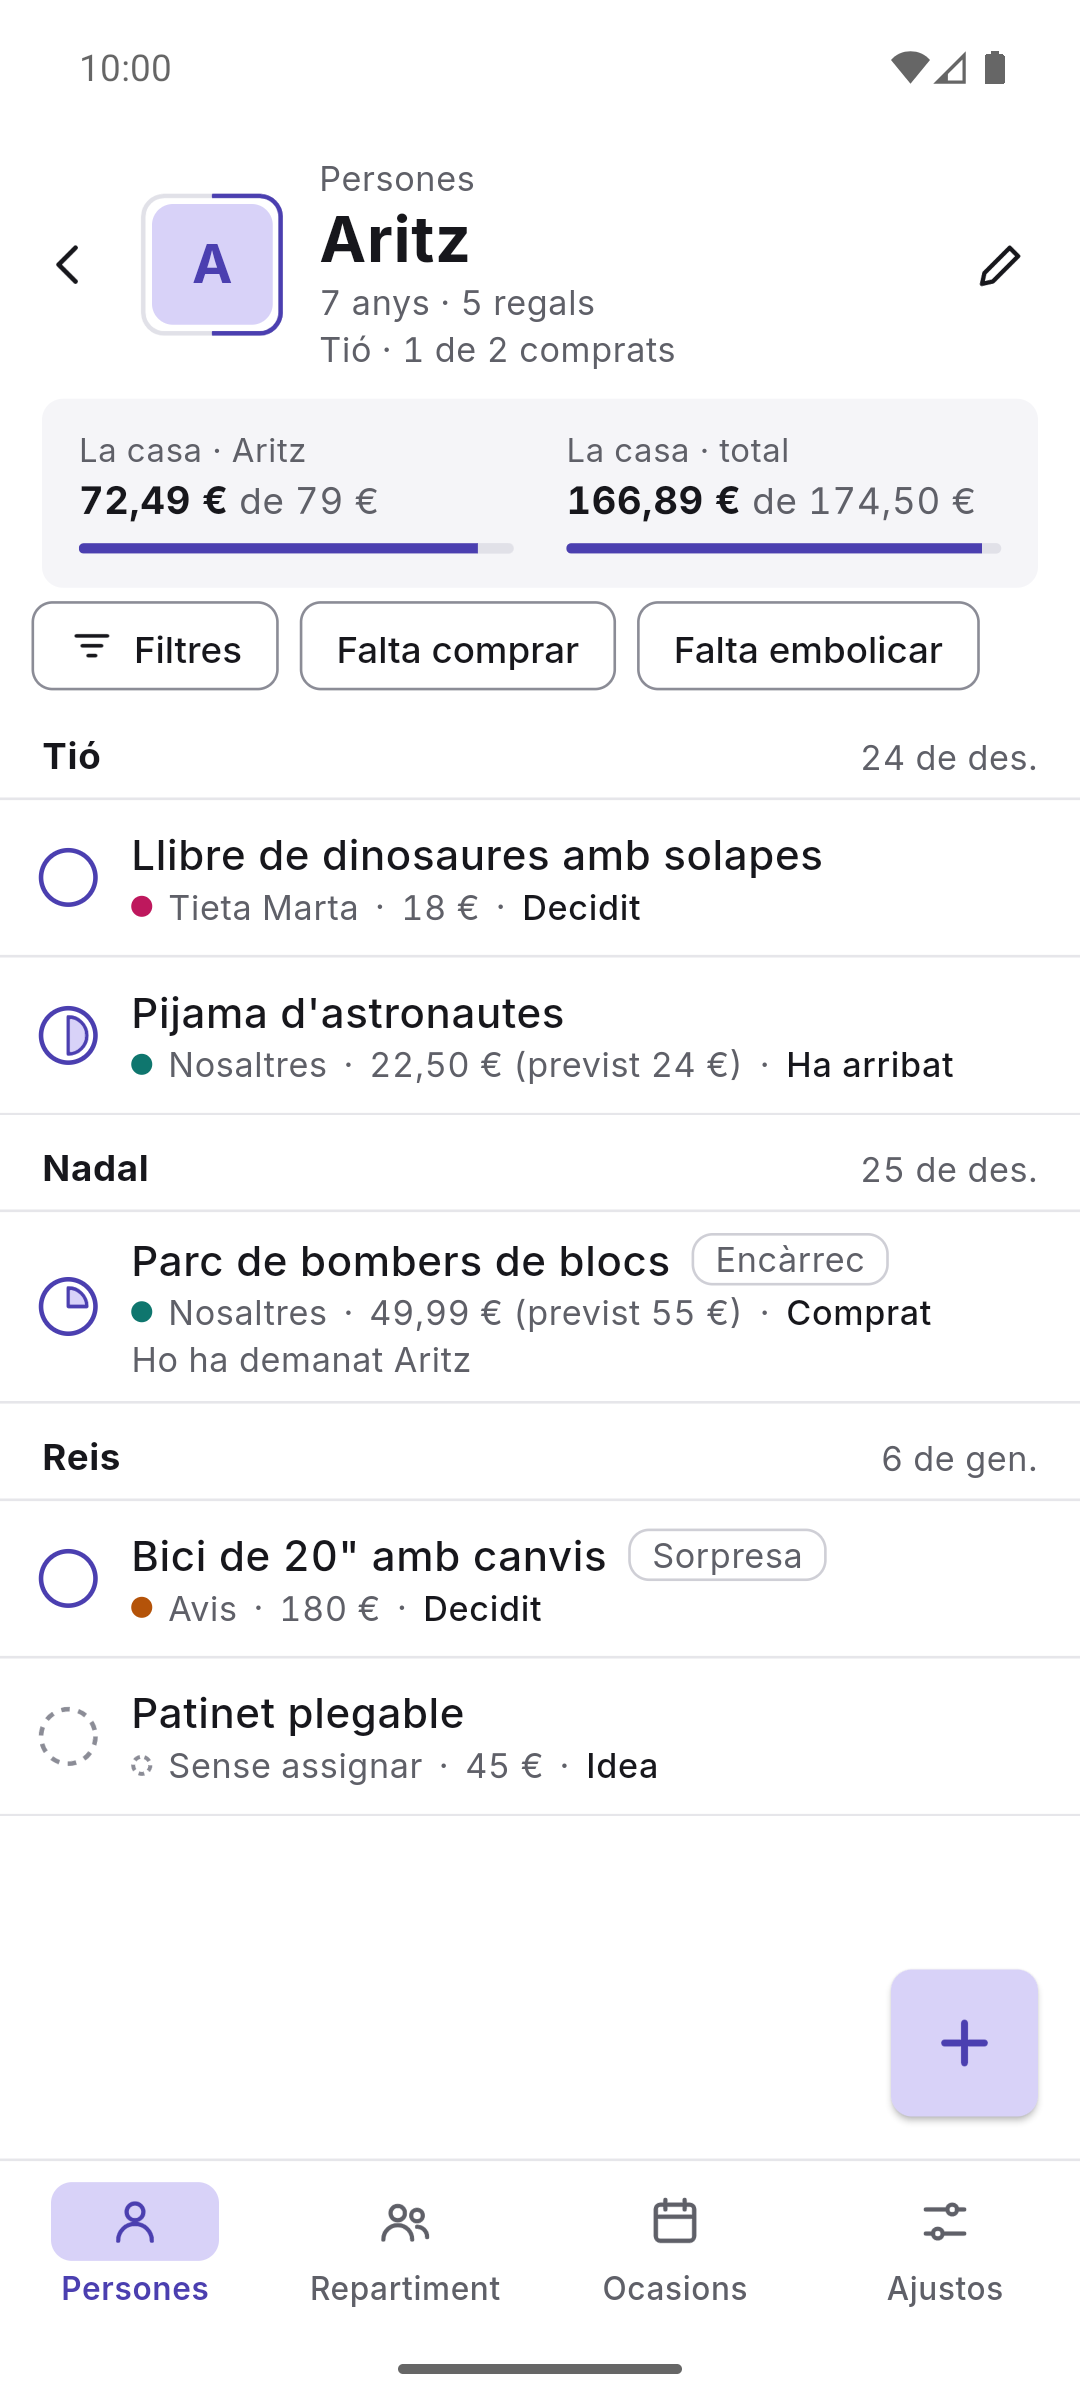 10:00
Persones
A
Aritz
7 anys · 5 regals
Tió · 1 de 2 comprats
La casa · Aritz
72,49 € de 79 €
La casa · total
166,89 € de 174,50 €
Filtres
Falta comprar
Falta embolicar
Tió
24 de des.
Llibre de dinosaures amb solapes
Tieta Marta · 18 € · Decidit
Pijama d'astronautes
Nosaltres · 22,50 € (previst 24 €) · Ha arribat
Nadal
25 de des.
Parc de bombers de blocs
Encàrrec
Nosaltres · 49,99 € (previst 55 €) · Comprat
Ho ha demanat Aritz
Reis
6 de gen.
Bici de 20" amb canvis
Sorpresa
Avis · 180 € · Decidit
Patinet plegable
Sense assignar · 45 € · Idea
Persones
Repartiment
Ocasions
Ajustos